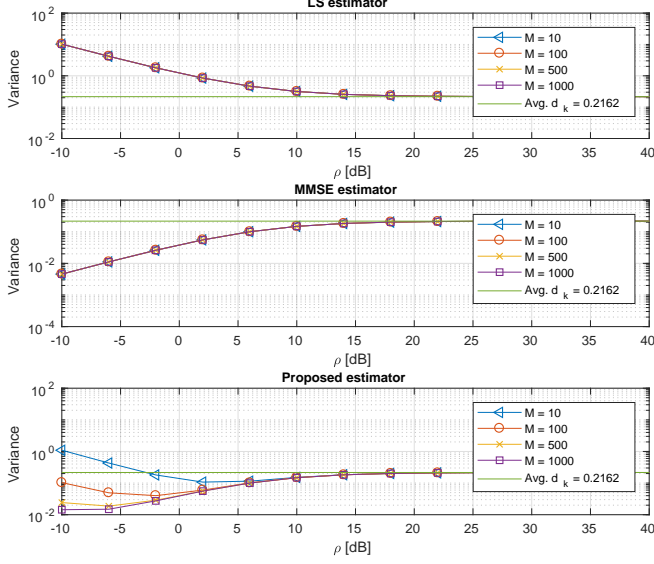 LS estimator
10^2
10^0
10^-2
Variance
-10 -5 0 5 10 15 20 25 30 35 40
ρ [dB]
M = 10
M = 100
M = 500
M = 1000
Avg. d_k = 0.2162
MMSE estimator
10^0
10^-2
10^-4
Variance
-10 -5 0 5 10 15 20 25 30 35 40
ρ [dB]
M = 10
M = 100
M = 500
M = 1000
Avg. d_k = 0.2162
Proposed estimator
10^2
10^0
10^-2
Variance
-10 -5 0 5 10 15 20 25 30 35 40
ρ [dB]
M = 10
M = 100
M = 500
M = 1000
Avg. d_k = 0.2162